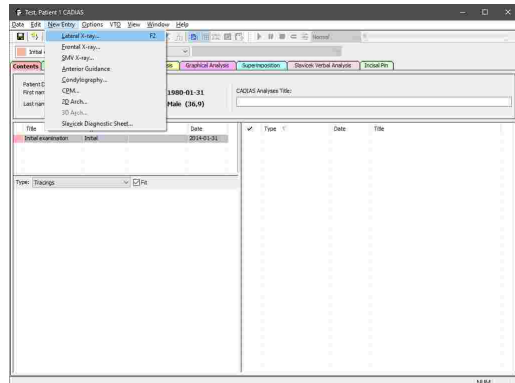 Test, Patient 1 CADIAS
Data Edit New Entry Options VTO View Window Help
Lateral X-ray... F2
Frontal X-ray...
SMV X-ray...
Anterior Guidance
Condylography...
CPM...
2D Arch...
3D Arch...
Slavicek Diagnostic Sheet...
Normal
Initial
Contents Graphical Analysis Superimposition Slavicek Verbal Analysis Incisal Pin
Patient D
First nam 1980-01-31
Last nam Male (36,9)
CADIAS Analyses Title:
Title Date
Initial examination Initial 2014-01-31
Type Date Title
Type: Tracings Fit
NUM